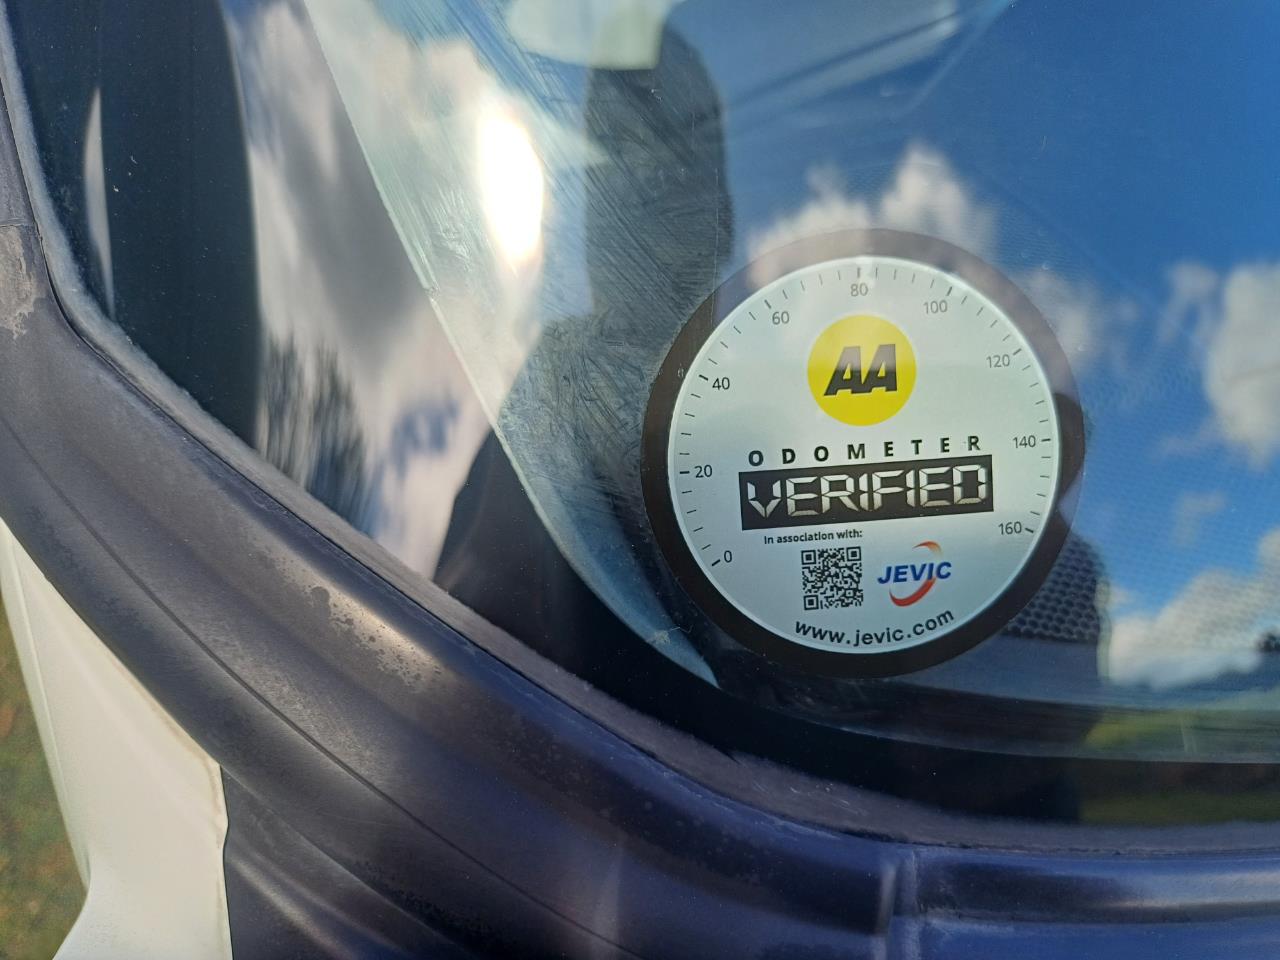 0
20
40
60
80
100
120
140
160
AA
ODOMETER
VERIFIED
In association with:
JEVIC
www.jevic.com